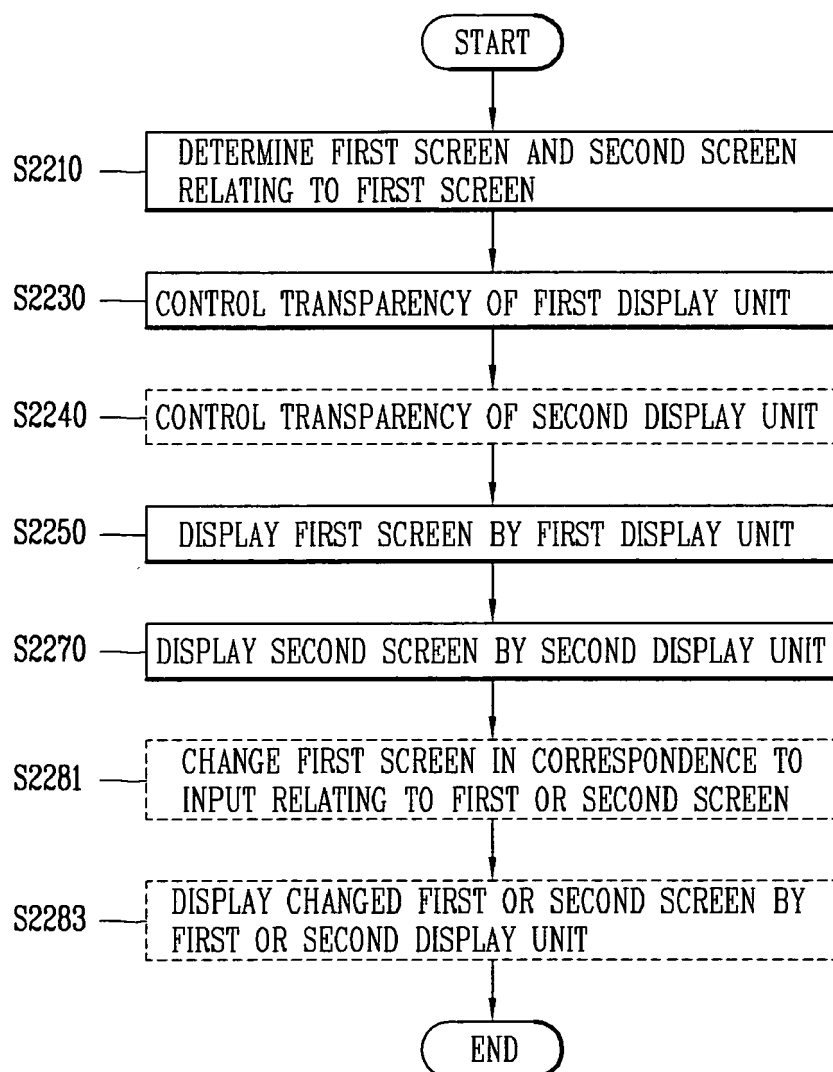 START
S2210
DETERMINE FIRST SCREEN AND SECOND SCREEN
RELATING TO FIRST SCREEN
S2230
CONTROL TRANSPARENCY OF FIRST DISPLAY UNIT
S2240
CONTROL TRANSPARENCY OF SECOND DISPLAY UNIT
S2250
DISPLAY FIRST SCREEN BY FIRST DISPLAY UNIT
S2270
DISPLAY SECOND SCREEN BY SECOND DISPLAY UNIT
S2281
CHANGE FIRST SCREEN IN CORRESPONDENCE TO
INPUT RELATING TO FIRST OR SECOND SCREEN
S2283
DISPLAY CHANGED FIRST OR SECOND SCREEN BY
FIRST OR SECOND DISPLAY UNIT
END